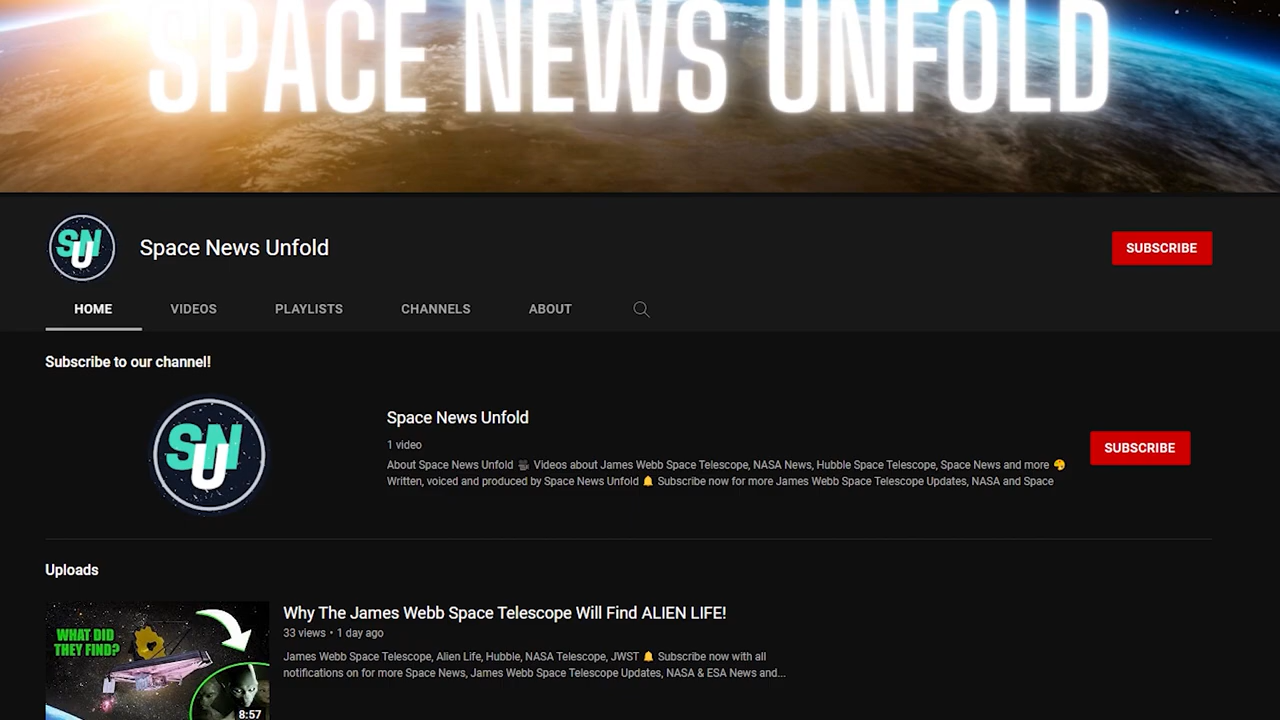 SPACE NEWS UNFOLD
SNU
Space News Unfold
SUBSCRIBE
HOME VIDEOS PLAYLISTS CHANNELS ABOUT
Subscribe to our channel!
SNU
Space News Unfold
1 video
About Space News Unfold 🎥 Videos about James Webb Space Telescope, NASA News, Hubble Space Telescope, Space News and more
Written, voiced and produced by Space News Unfold 🔔 Subscribe now for more James Webb Space Telescope Updates, NASA and Space
SUBSCRIBE
Uploads
WHAT DID
THEY FIND?
8:57
Why The James Webb Space Telescope Will Find ALIEN LIFE!
33 views • 1 day ago
James Webb Space Telescope, Alien Life, Hubble, NASA Telescope, JWST 🔔 Subscribe now with all
notifications on for more Space News, James Webb Space Telescope Updates, NASA & ESA News and...